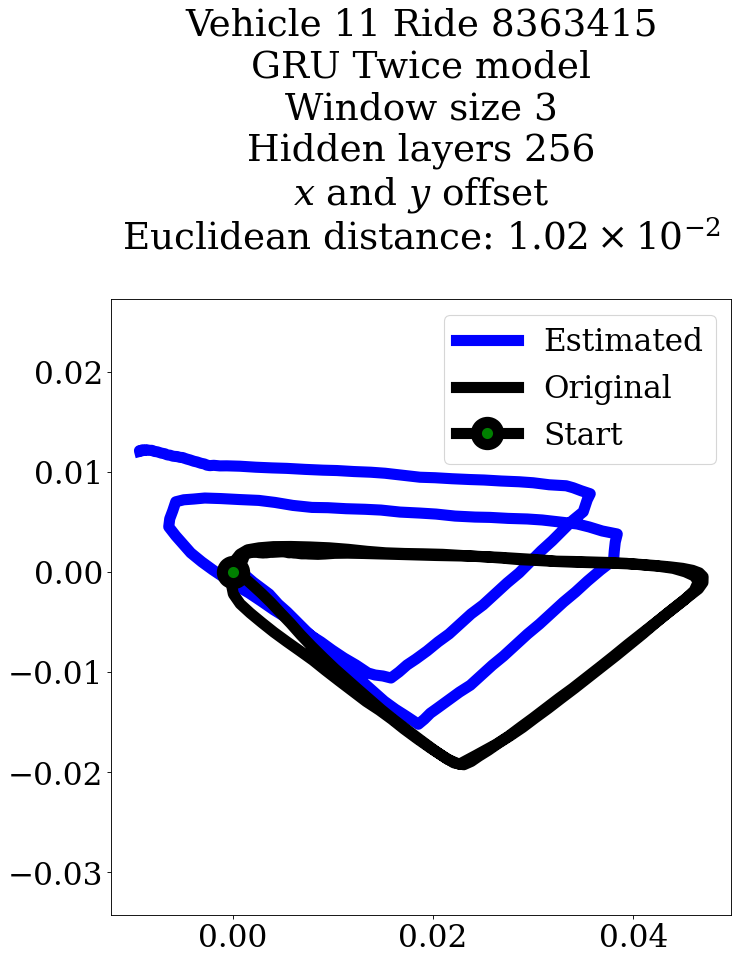 Vehicle 11 Ride 8363415
GRU Twice model
Window size 3
Hidden layers 256
x and y offset
Euclidean distance: 1.02 × 10⁻²
Estimated
Original
Start
0.02
0.01
0.00
−0.01
−0.02
−0.03
0.00 0.02 0.04